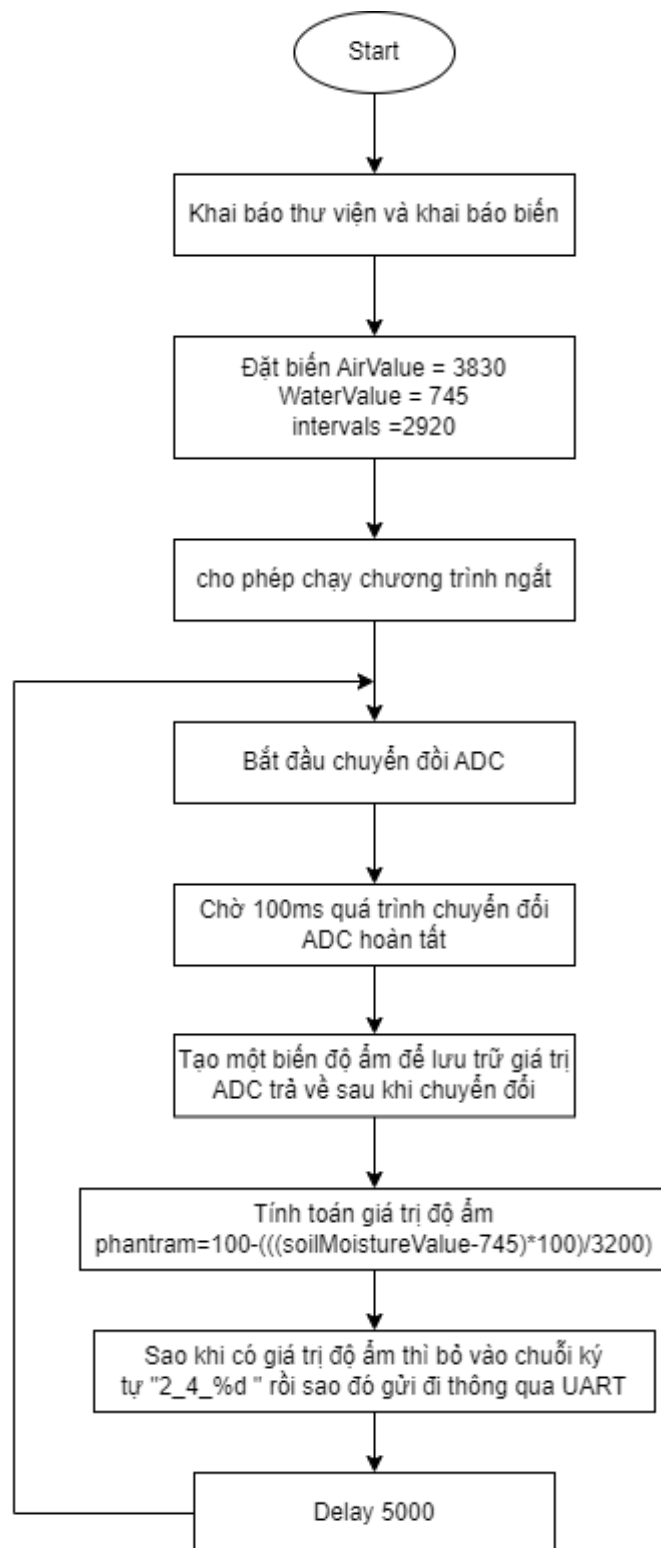 Start
Khai báo thư viện và khai báo biến
Đặt biến AirValue = 3830
WaterValue = 745
intervals =2920
cho phép chạy chương trình ngắt
Bắt đầu chuyển đồi ADC
Chờ 100ms quá trình chuyển đổi
ADC hoàn tất
Tạo một biến độ ẩm để lưu trữ giá trị
ADC trả về sau khi chuyển đổi
Tính toán giá trị độ ẩm
phantram=100-(((soilMoistureValue-745)*100)/3200)
Sao khi có giá trị độ ẩm thì bỏ vào chuỗi ký
tự "2_4_%d " rồi sao đó gửi đi thông qua UART
Delay 5000